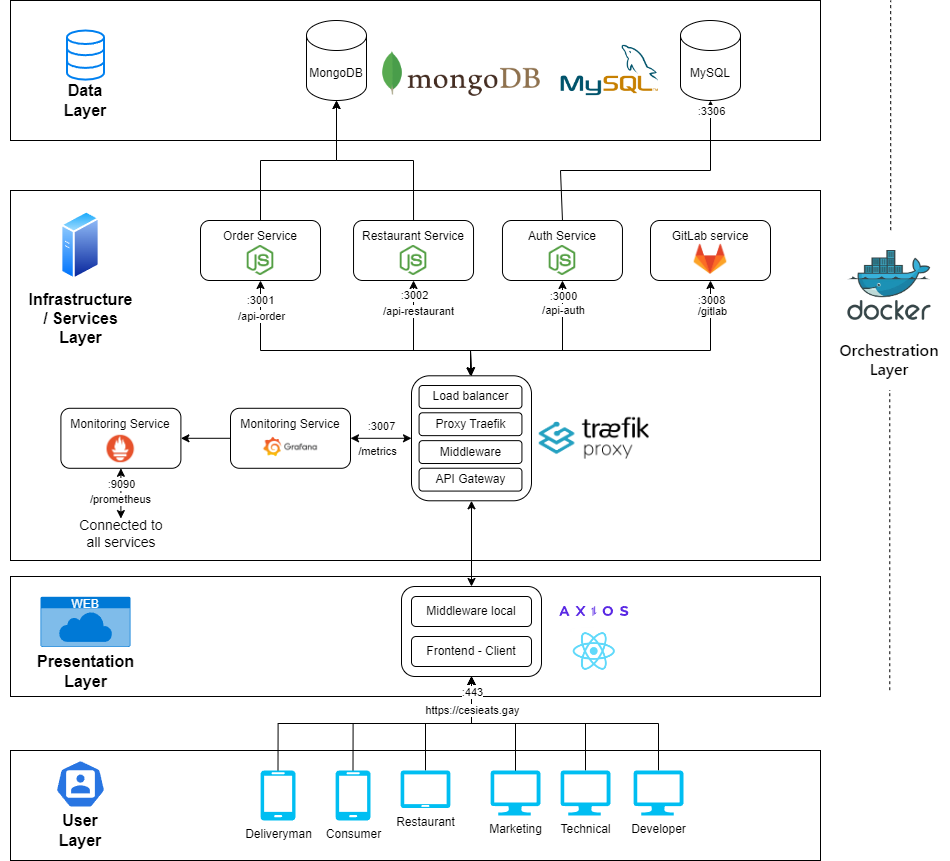 MongoDB
mongoDB
MySQL
MySQL
Data
Layer
:3306
Order Service
Restaurant Service
Auth Service
GitLab service
JS
JS
JS
:3001
/api-order
:3002
/api-restaurant
:3000
/api-auth
:3008
/gitlab
Infrastructure
/ Services
Layer
docker
Orchestration
Layer
Load balancer
Proxy Traefik
Middleware
API Gateway
træfik
proxy
Monitoring Service
Monitoring Service
Grafana
:3007
/metrics
:9090
/prometheus
Connected to
all services
WEB
Presentation
Layer
Middleware local
Frontend - Client
AXIOS
:443
https://cesieats.gay
User
Layer
Deliveryman
Consumer
Restaurant
Marketing
Technical
Developer